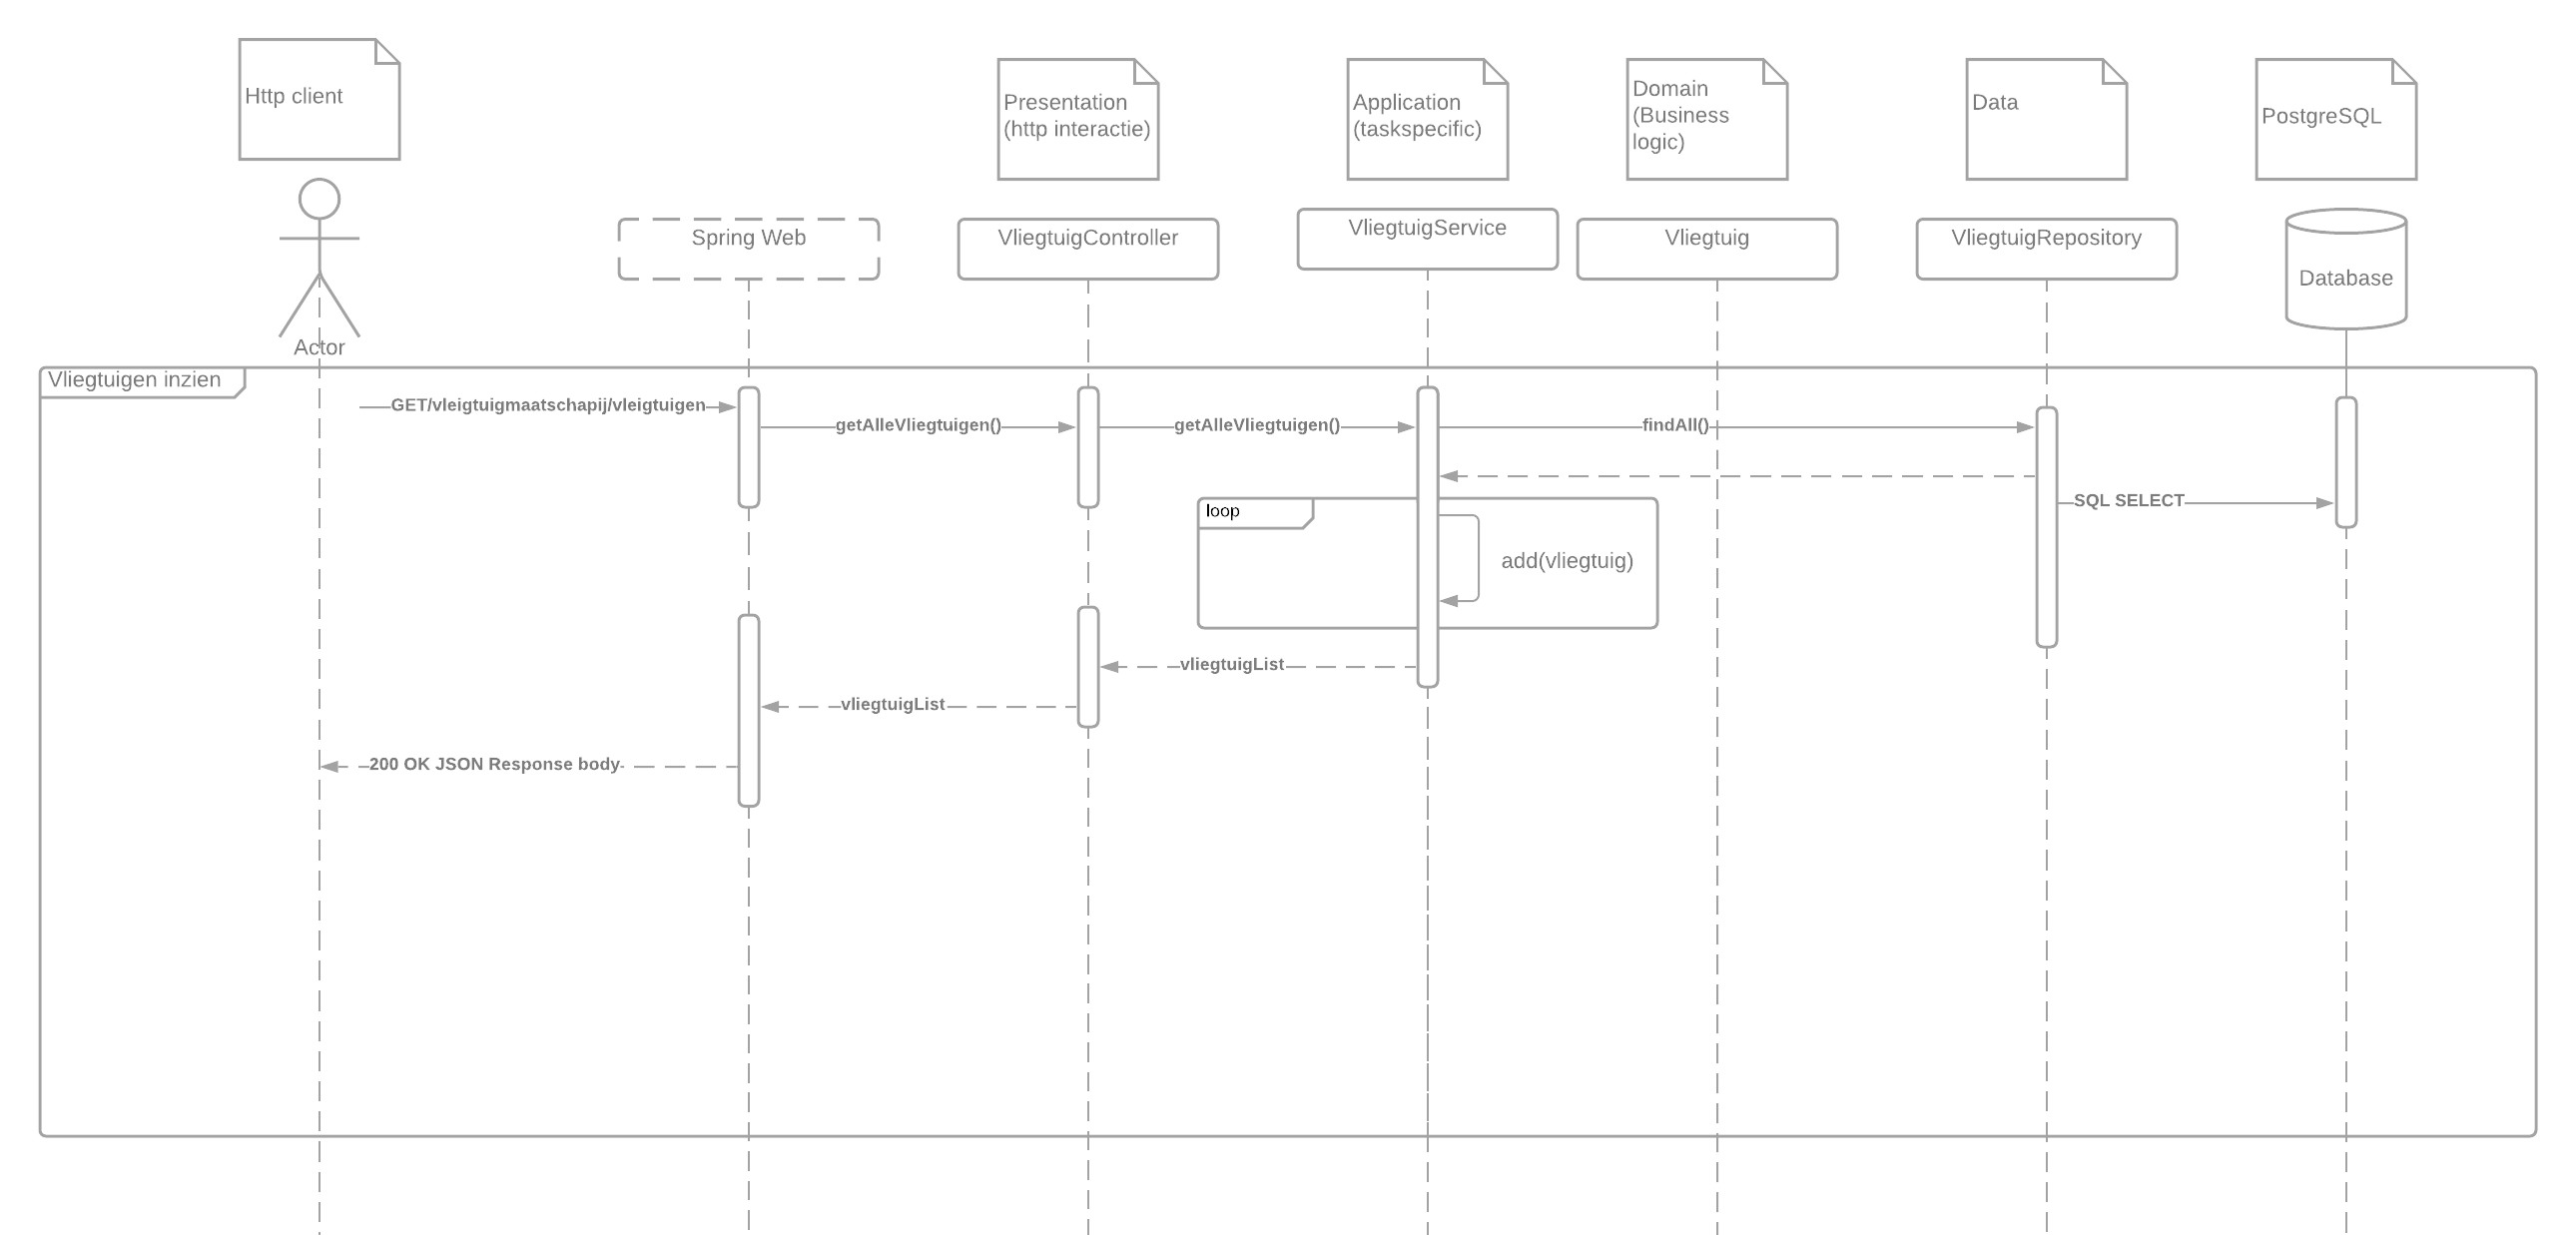 Http client
Presentation
(http interactie)
Application
(taskspecific)
Domain
(Business
logic)
Data
PostgreSQL
Spring Web
VliegtuigController
VliegtuigService
Vliegtuig
VliegtuigRepository
Database
Actor
Vliegtuigen inzien
GET/vleigtuigmaatschapij/vleigtuigen
getAlleVliegtuigen()
getAlleVliegtuigen()
findAll()
SQL SELECT
loop
add(vliegtuig)
vliegtuigList
vliegtuigList
200 OK JSON Response body